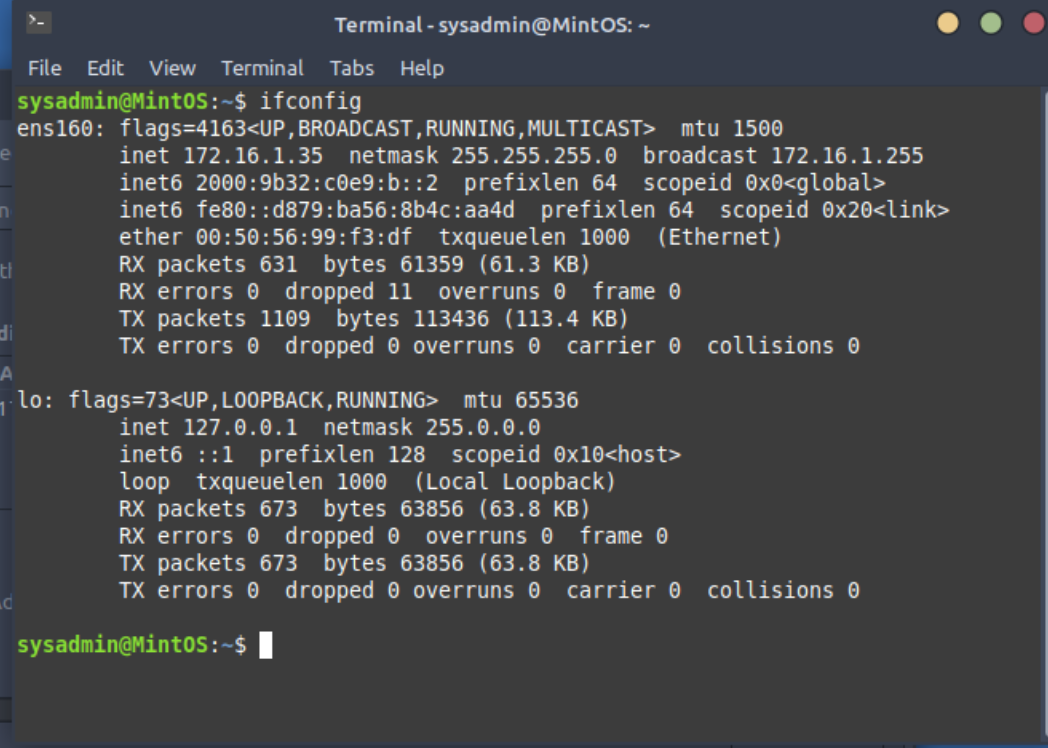 Terminal - sysadmin@MintOS: ~
File Edit View Terminal Tabs Help
sysadmin@MintOS:~$ ifconfig
ens160: flags=4163<UP,BROADCAST,RUNNING,MULTICAST>  mtu 1500
        inet 172.16.1.35  netmask 255.255.255.0  broadcast 172.16.1.255
        inet6 2000:9b32:c0e9:b::2  prefixlen 64  scopeid 0x0<global>
        inet6 fe80::d879:ba56:8b4c:aa4d  prefixlen 64  scopeid 0x20<link>
        ether 00:50:56:99:f3:df  txqueuelen 1000  (Ethernet)
        RX packets 631  bytes 61359 (61.3 KB)
        RX errors 0  dropped 11  overruns 0  frame 0
        TX packets 1109  bytes 113436 (113.4 KB)
        TX errors 0  dropped 0 overruns 0  carrier 0  collisions 0

lo: flags=73<UP,LOOPBACK,RUNNING>  mtu 65536
        inet 127.0.0.1  netmask 255.0.0.0
        inet6 ::1  prefixlen 128  scopeid 0x10<host>
        loop  txqueuelen 1000  (Local Loopback)
        RX packets 673  bytes 63856 (63.8 KB)
        RX errors 0  dropped 0  overruns 0  frame 0
        TX packets 673  bytes 63856 (63.8 KB)
        TX errors 0  dropped 0 overruns 0  carrier 0  collisions 0

sysadmin@MintOS:~$